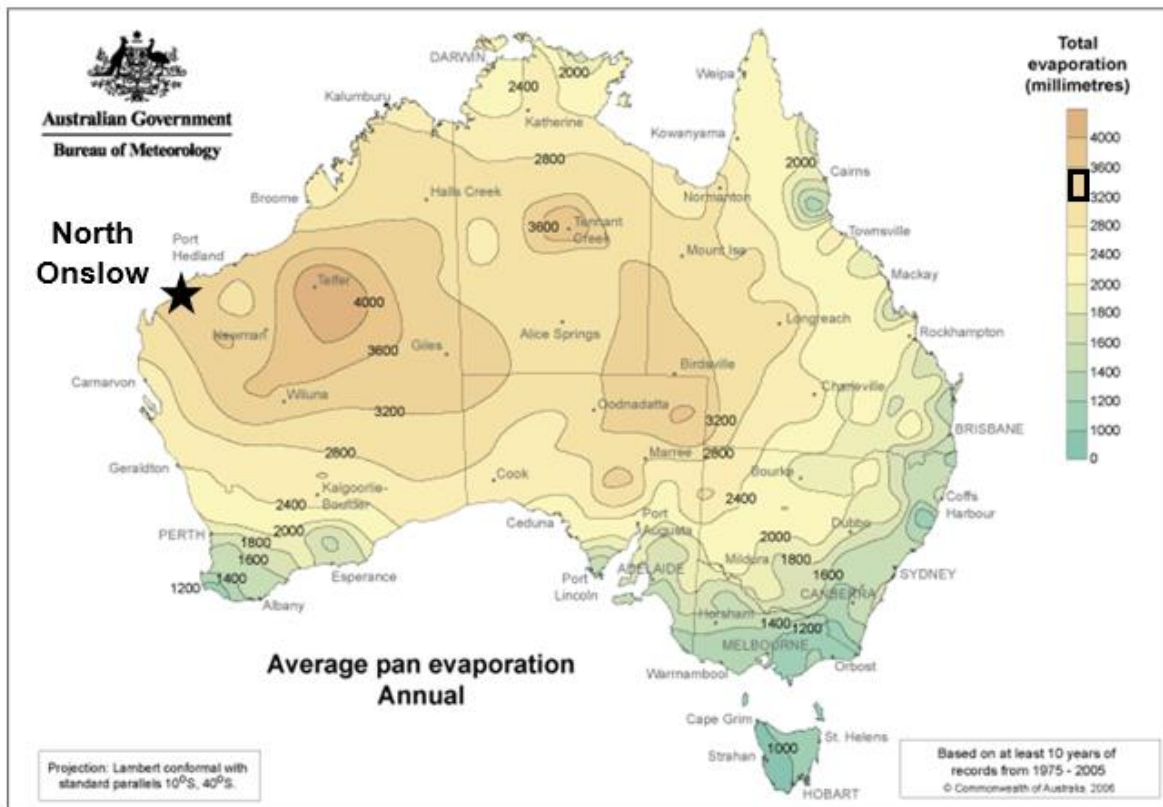 Australian Government
Bureau of Meteorology
Total
evaporation
(millimetres)
4000
3600
3200
2800
2400
2000
1800
1600
1400
1200
1000
0
DARWIN
2000
2400
Weipa
Kalumburu
Katherine
Kowanyama
2800
2000
Cairns
Broome
Halls Creek
Normanton
3600
Tennant
Creek
Townsville
North
Onslow
Port
Hedland
Mount Isa
Mackay
Telfer
4000
Newman
Alice Springs
Longreach
Rockhampton
3600
Giles
Birdsville
Carnarvon
Charleville
Wiluna
3200
Oodnadatta
3200
BRISBANE
2800
Marree
2800
Geraldton
Cook
Bourke
Kalgoorlie-
Boulder
2400
2400
Coffs
Harbour
Ceduna
Port
Augusta
Dubbo
PERTH
2000
1800
1600
2000
Mildura
1800
Esperance
ADELAIDE
1600
SYDNEY
1200
1400
Albany
Port
Lincoln
CANBERRA
Horsham
1400
1200
MELBOURNE
Orbost
Warrnambool
Average pan evaporation
Annual
Cape Grim
St. Helens
Strahan
1000
HOBART
Projection: Lambert conformal with
standard parallels 10°S, 40°S.
Based on at least 10 years of
records from 1975 - 2005
© Commonwealth of Australia, 2006